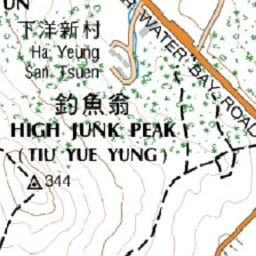 UN
下洋新村
Ha Yeung
San Tsuen
R WATER BAY ROAD
釣魚翁
HIGH JUNK PEAK
(TIU YUE YUNG)
344